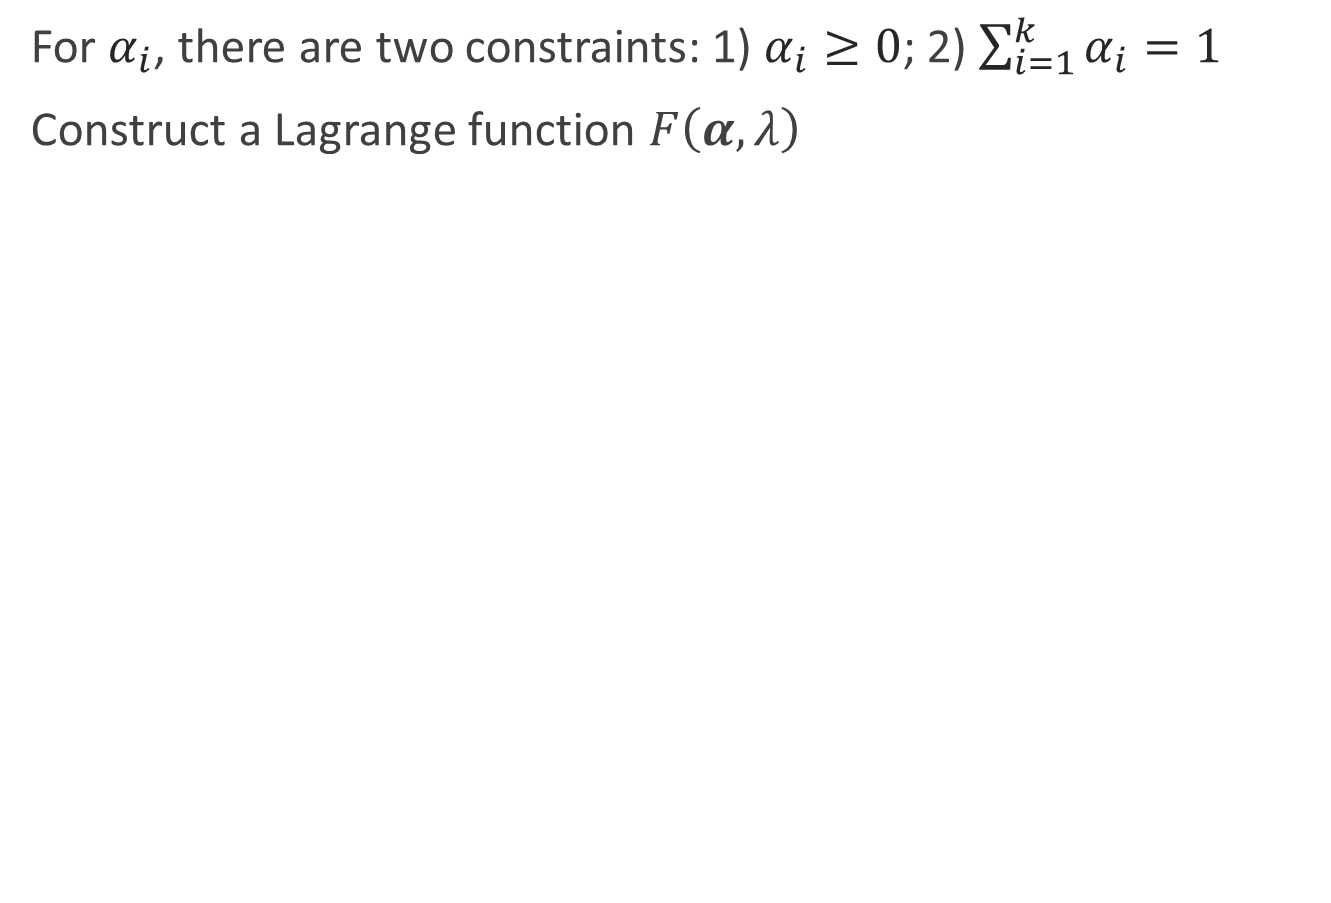 For αᵢ, there are two constraints: 1) αᵢ ≥ 0; 2) ∑ᵢ₌₁ᵏ αᵢ = 1
Construct a Lagrange function F(𝜶, λ)